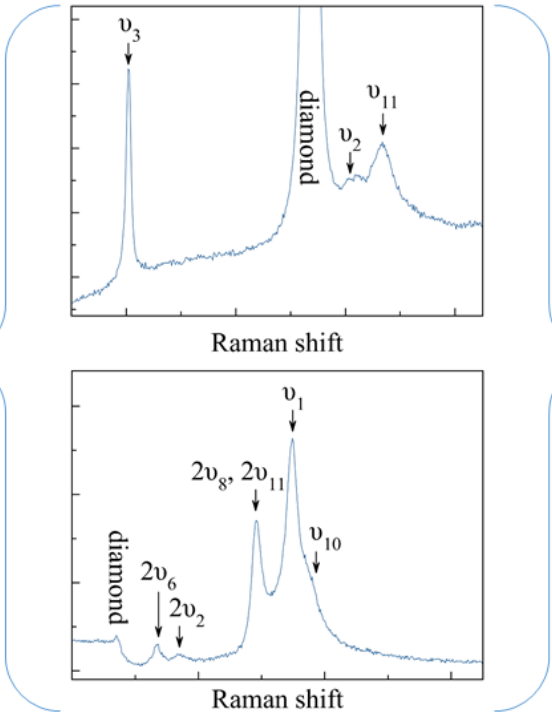 υ₃
diamond
υ₂
υ₁₁
Raman shift
υ₁
2υ₈, 2υ₁₁
υ₁₀
diamond
2υ₆
2υ₂
Raman shift